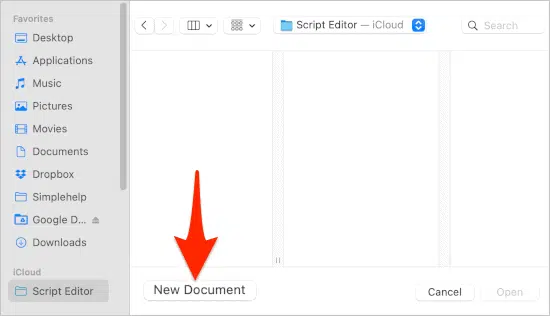 Favorites
Desktop
Applications
Music
Pictures
Movies
Documents
Dropbox
Simplehelp
Google D...
Downloads
iCloud
Script Editor
Script Editor — iCloud
Search
New Document
Cancel
Open